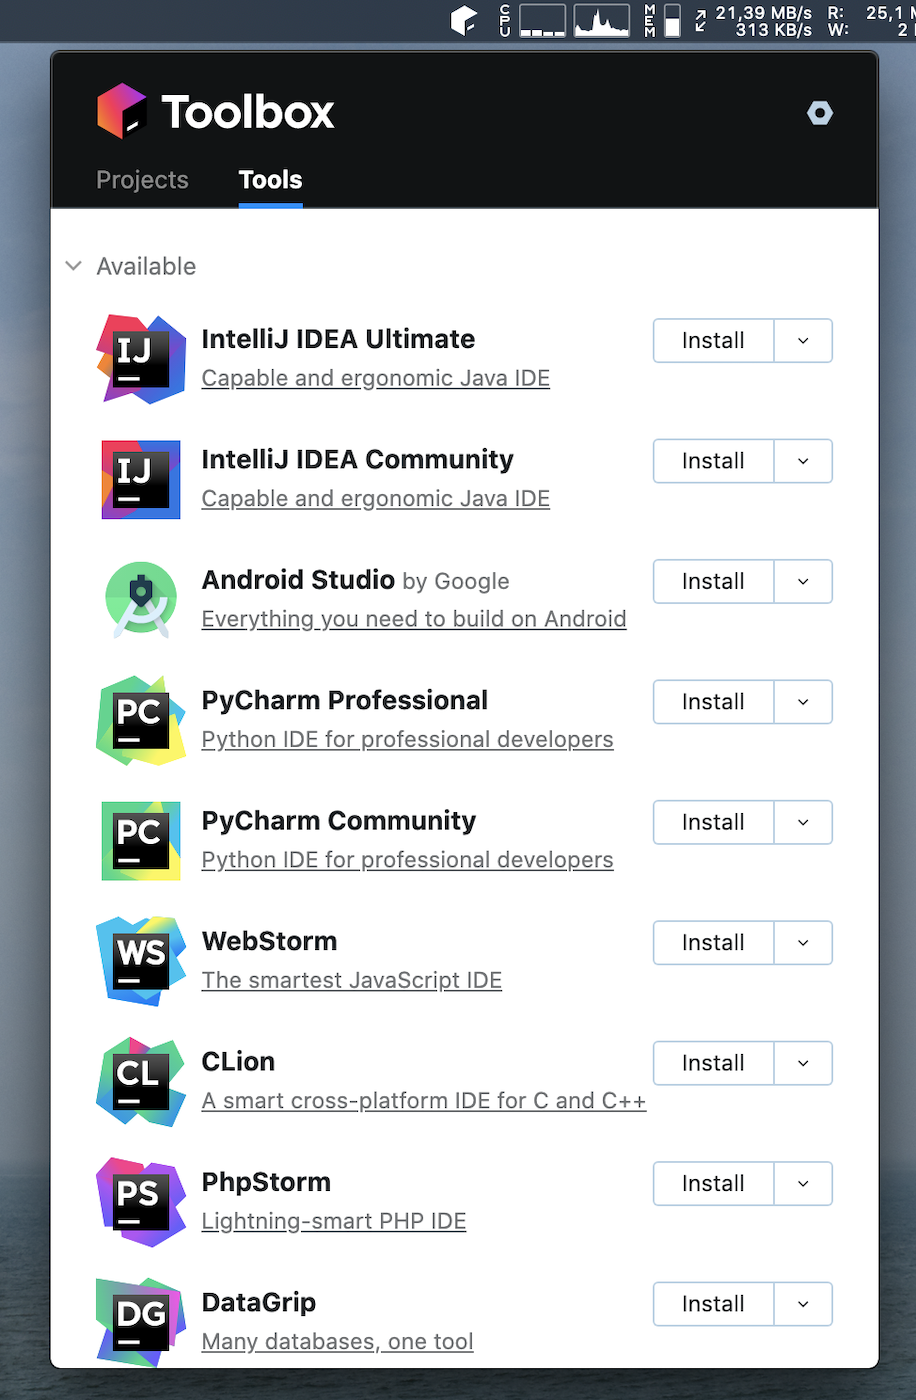 CPU MEM 21,39 MB/s R: 25,1
313 KB/s W: 2
Toolbox
Projects Tools
Available
IJ
IntelliJ IDEA Ultimate
Install
Capable and ergonomic Java IDE
IJ
IntelliJ IDEA Community
Install
Capable and ergonomic Java IDE
Android Studio by Google
Install
Everything you need to build on Android
PC
PyCharm Professional
Install
Python IDE for professional developers
PC
PyCharm Community
Install
Python IDE for professional developers
WS
WebStorm
Install
The smartest JavaScript IDE
CL
CLion
Install
A smart cross-platform IDE for C and C++
PS
PhpStorm
Install
Lightning-smart PHP IDE
DG
DataGrip
Install
Many databases, one tool